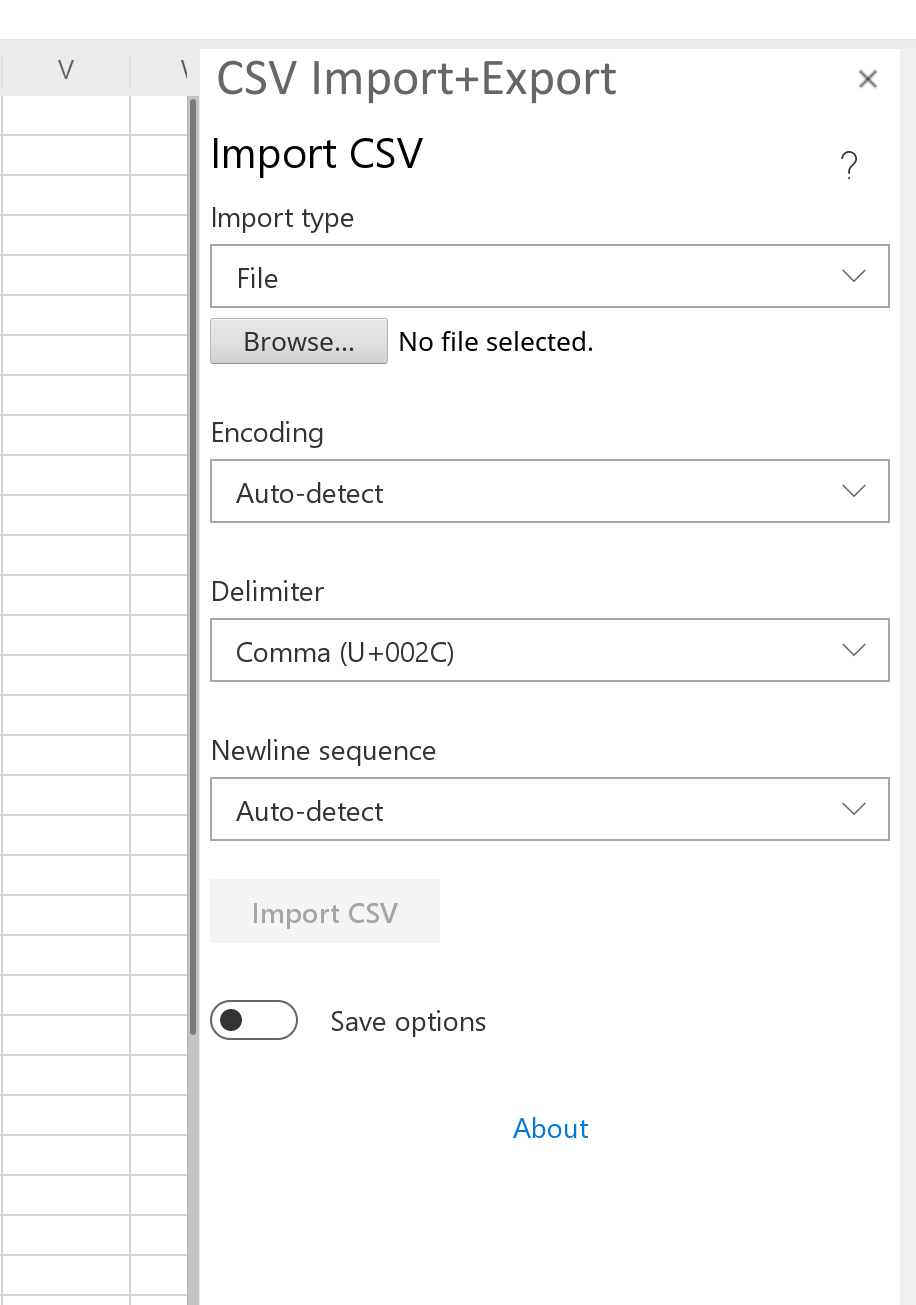 V
CSV Import+Export
Import CSV
?
Import type
File
Browse... No file selected.
Encoding
Auto-detect
Delimiter
Comma (U+002C)
Newline sequence
Auto-detect
Import CSV
Save options
About